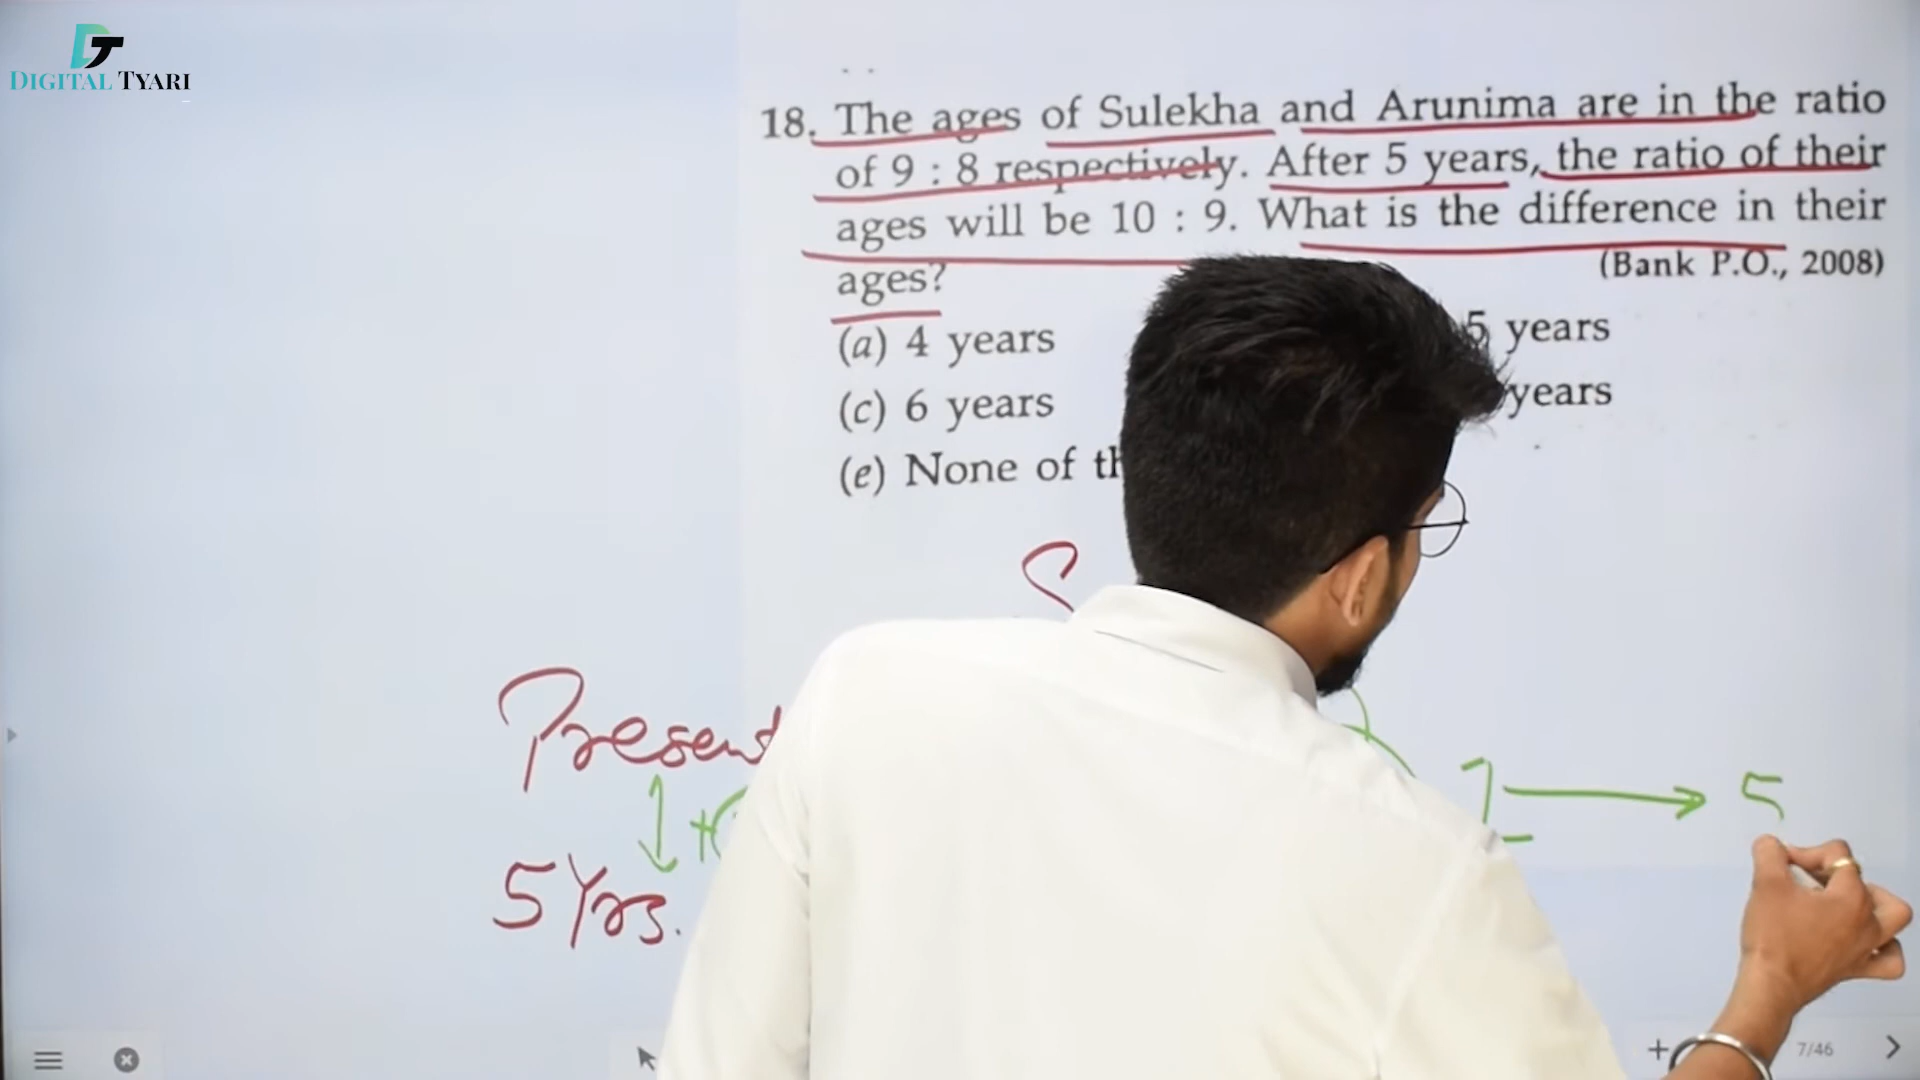 DT
DIGITAL TYARI
18. The ages of Sulekha and Arunima are in the ratio
of 9 : 8 respectively. After 5 years, the ratio of their
ages will be 10 : 9. What is the difference in their
ages?
(Bank P.O., 2008)
(a) 4 years
5 years
(c) 6 years
years
(e) None of
S
Present
1 5
5 Yrs.
7/46